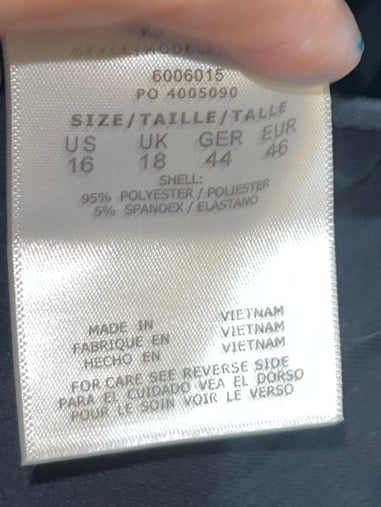 STYLE/MODELL
6006015
PO 4005090
SIZE/TAILLE/TALLE
US UK GER EUR
16 18 44 46
SHELL:
95% POLYESTER / POLIESTER
5% SPANDEX / ELASTANO
MADE IN VIETNAM
FABRIQUE EN VIETNAM
HECHO EN VIETNAM
FOR CARE SEE REVERSE SIDE
PARA EL CUIDADO VEA EL DORSO
POUR LE SOIN VOIR LE VERSO